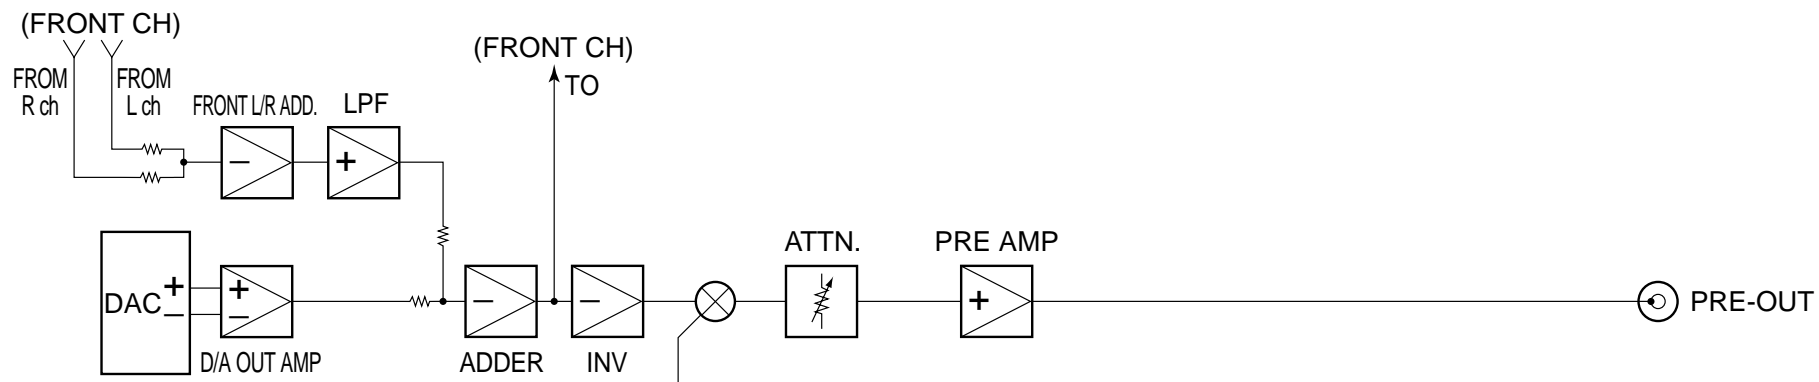 (FRONT CH)
FROM
R ch
FROM
L ch
FRONT L/R ADD.
LPF
(FRONT CH)
TO
−
+
DAC
+
−
+
−
D/A OUT AMP
−
ADDER
−
INV
ATTN.
PRE AMP
+
PRE-OUT